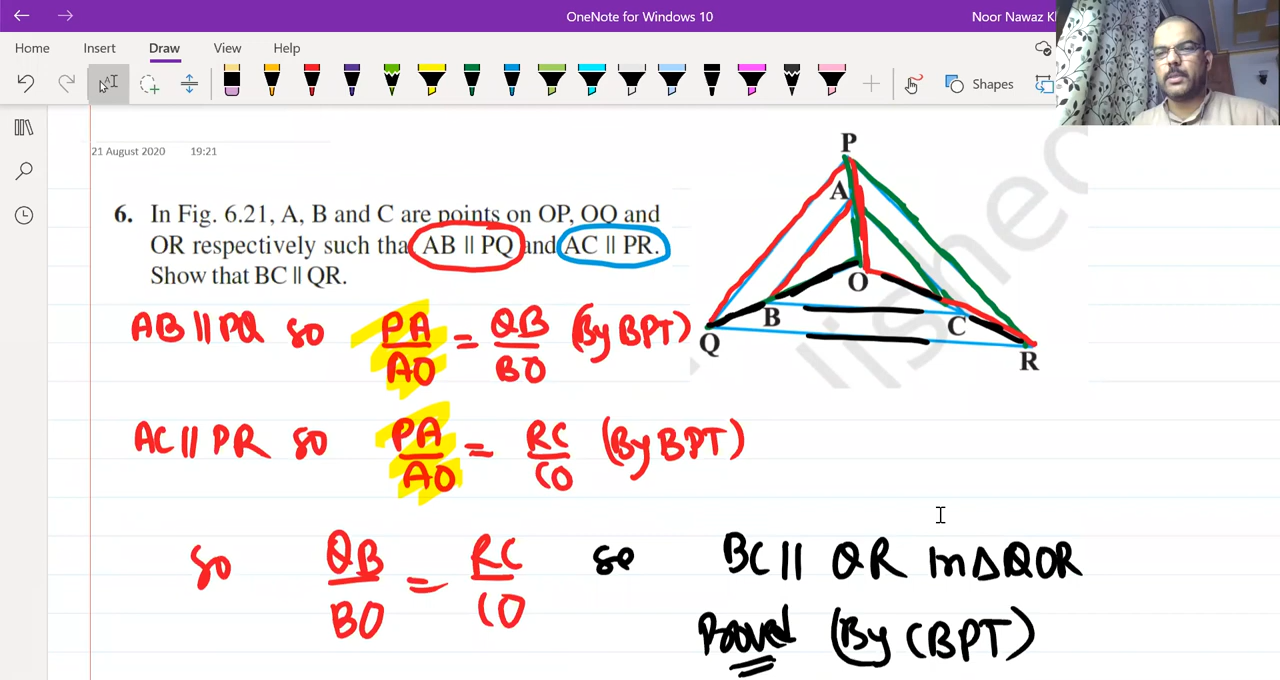 OneNote for Windows 10
Noor Nawaz Kh
Home Insert Draw View Help
Shapes
21 August 2020 19:21
6. In Fig. 6.21, A, B and C are points on OP, OQ and
OR respectively such tha AB || PQ and AC || PR.
Show that BC || QR.
AB || PQ so PA/AO = QB/BO (By BPT)
AC || PR so PA/AO = RC/CO (By BPT)
so QB/BO = RC/CO so BC || QR in Δ QOR
Proved (By CBPT)
P
A
O
B
C
Q
R